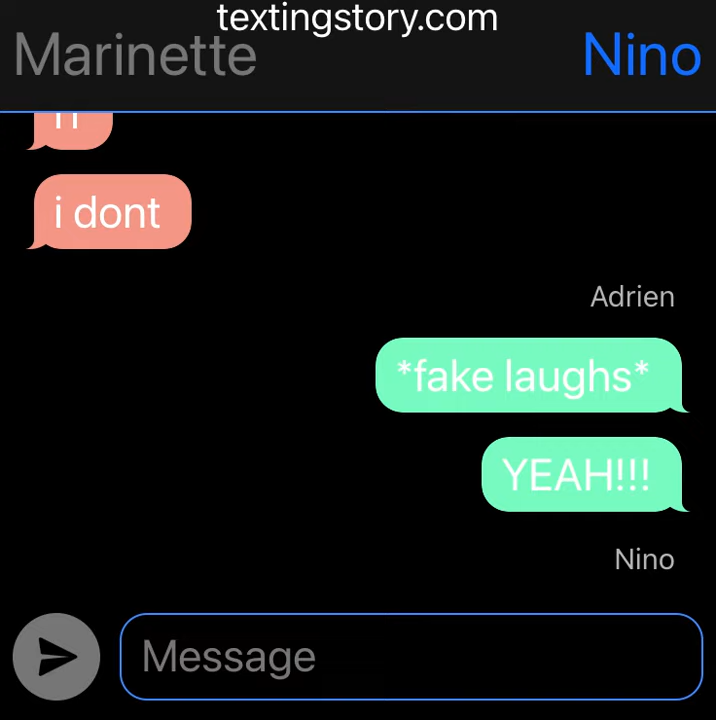 textingstory.com
Marinette Nino
i dont
Adrien
*fake laughs*
YEAH!!!
Nino
Message